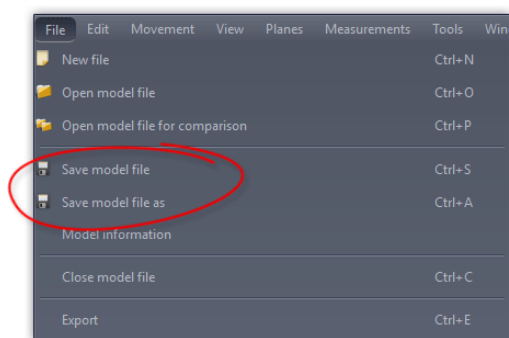 File Edit Movement View Planes Measurements Tools Win
New file Ctrl+N
Open model file Ctrl+O
Open model file for comparison Ctrl+P
Save model file Ctrl+S
Save model file as Ctrl+A
Model information
Close model file Ctrl+C
Export Ctrl+E